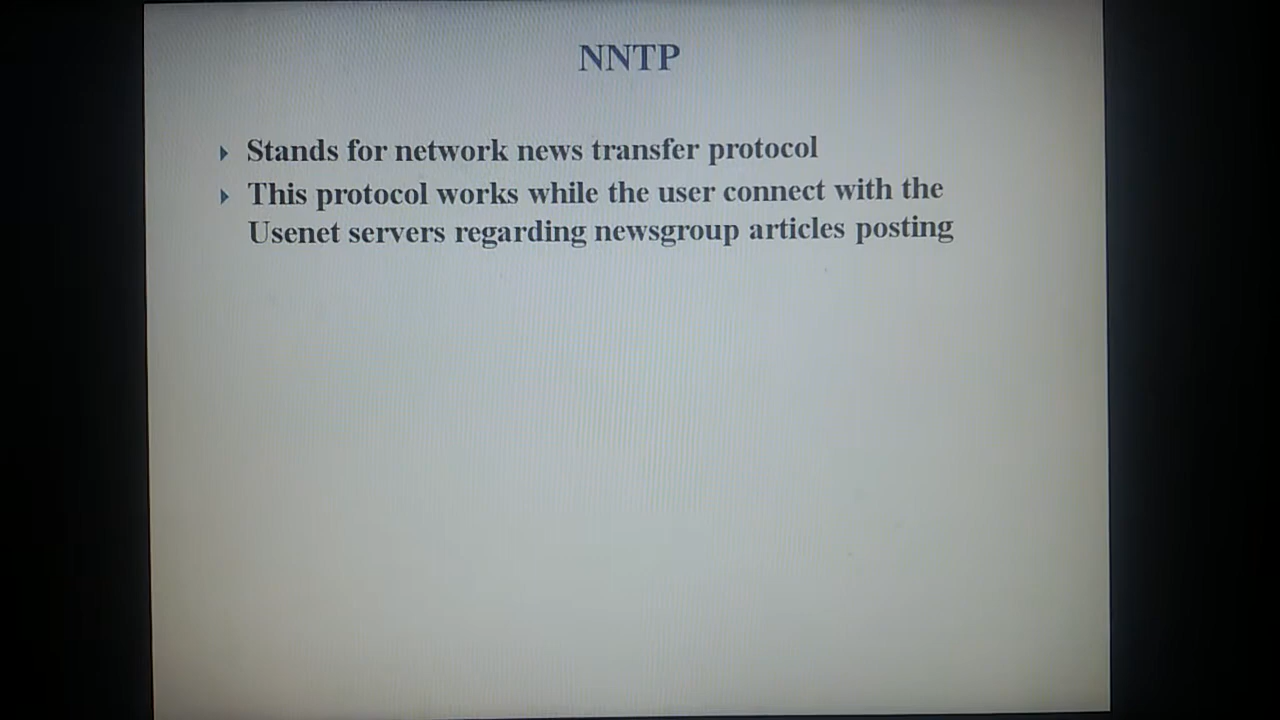 NNTP
Stands for network news transfer protocol
This protocol works while the user connect with the
Usenet servers regarding newsgroup articles posting